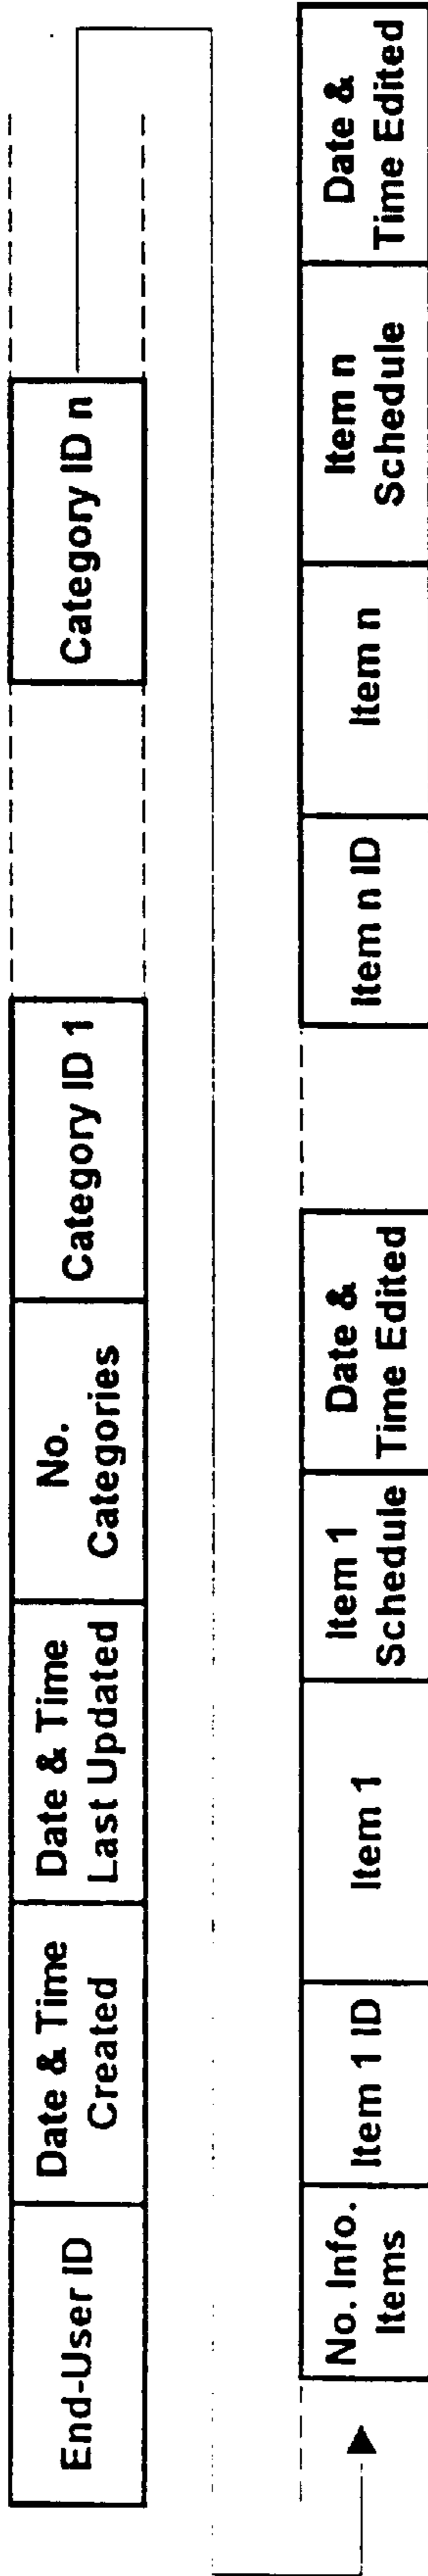 End-User ID
Date & Time
Created
Date & Time
Last Updated
No.
Categories
Category ID 1
Category ID n
No. Info.
Items
Item 1 ID
Item 1
Item 1
Schedule
Date &
Time Edited
Item n ID
Item n
Item n
Schedule
Date &
Time Edited